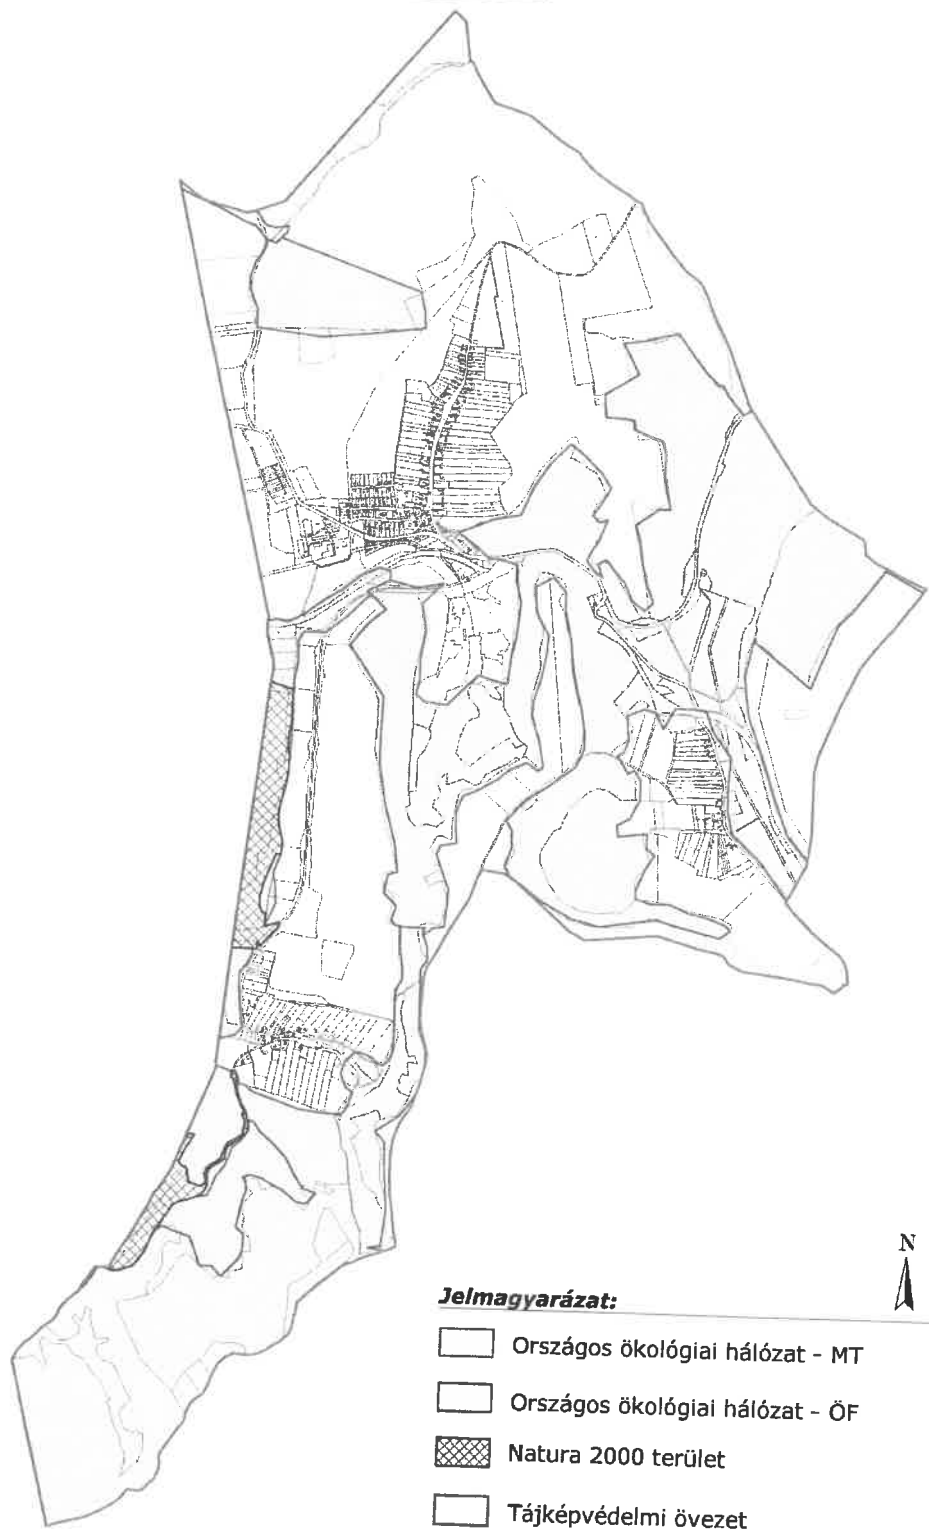 N
Jelmagyarázat:
Országos ökológiai hálózat - MT
Országos ökológiai hálózat - ÖF
Natura 2000 terület
Tájképvédelmi övezet